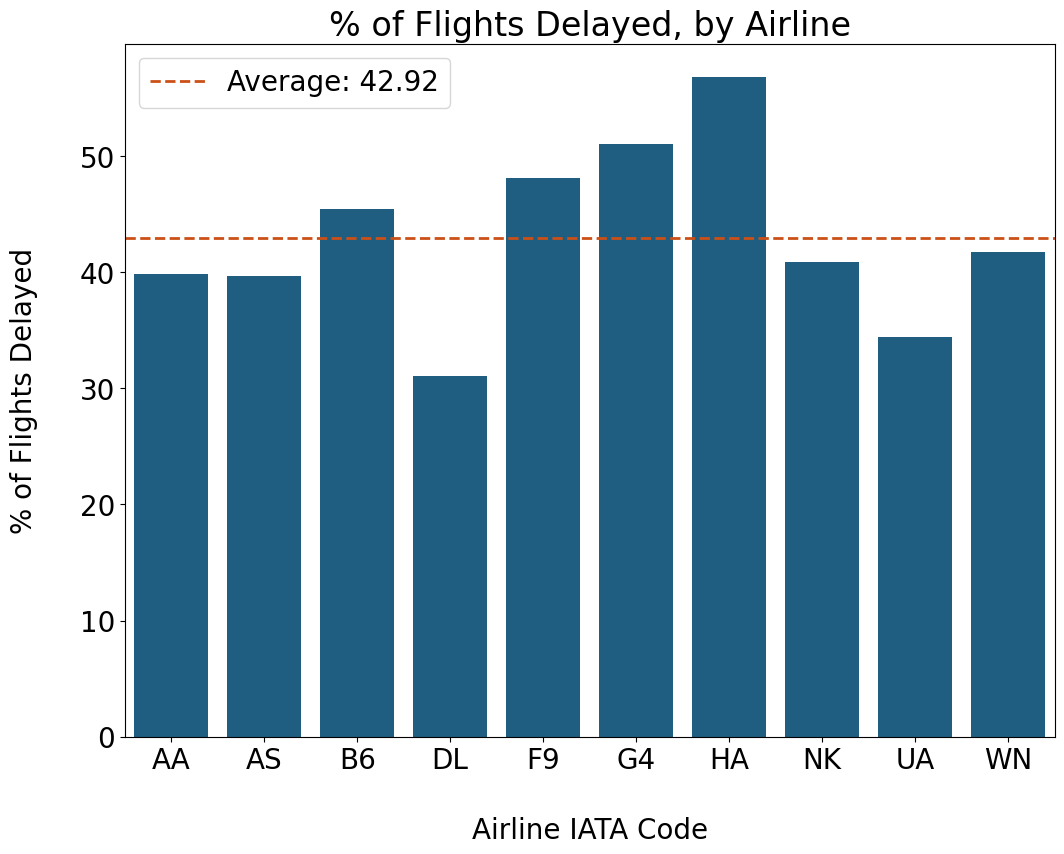 % of Flights Delayed, by Airline
Average: 42.92
% of Flights Delayed
50
40
30
20
10
0
AA AS B6 DL F9 G4 HA NK UA WN
Airline IATA Code